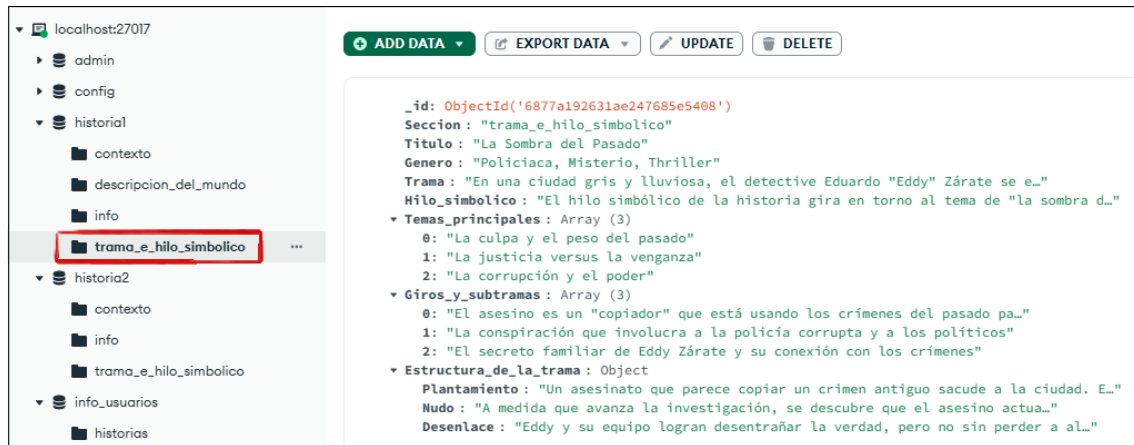 localhost:27017
admin
config
historia1
contexto
descripcion_del_mundo
info
trama_e_hilo_simbolico
historia2
contexto
info
trama_e_hilo_simbolico
info_usuarios
historias
ADD DATA EXPORT DATA UPDATE DELETE
_id: ObjectId('6877a192631ae247685e5408')
Seccion : "trama_e_hilo_simbolico"
Titulo : "La Sombra del Pasado"
Genero : "Policiaca, Misterio, Thriller"
Trama : "En una ciudad gris y lluviosa, el detective Eduardo "Eddy" Zárate se e…"
Hilo_simbolico : "El hilo simbólico de la historia gira en torno al tema de "la sombra d…"
Temas_principales : Array (3)
0: "La culpa y el peso del pasado"
1: "La justicia versus la venganza"
2: "La corrupción y el poder"
Giros_y_subtramas : Array (3)
0: "El asesino es un "copiador" que está usando los crímenes del pasado pa…"
1: "La conspiración que involucra a la policía corrupta y a los políticos"
2: "El secreto familiar de Eddy Zárate y su conexión con los crímenes"
Estructura_de_la_trama : Object
Plantamiento : "Un asesinato que parece copiar un crimen antiguo sacude a la ciudad. E…"
Nudo : "A medida que avanza la investigación, se descubre que el asesino actua…"
Desenlace : "Eddy y su equipo logran desentrañar la verdad, pero no sin perder a al…"